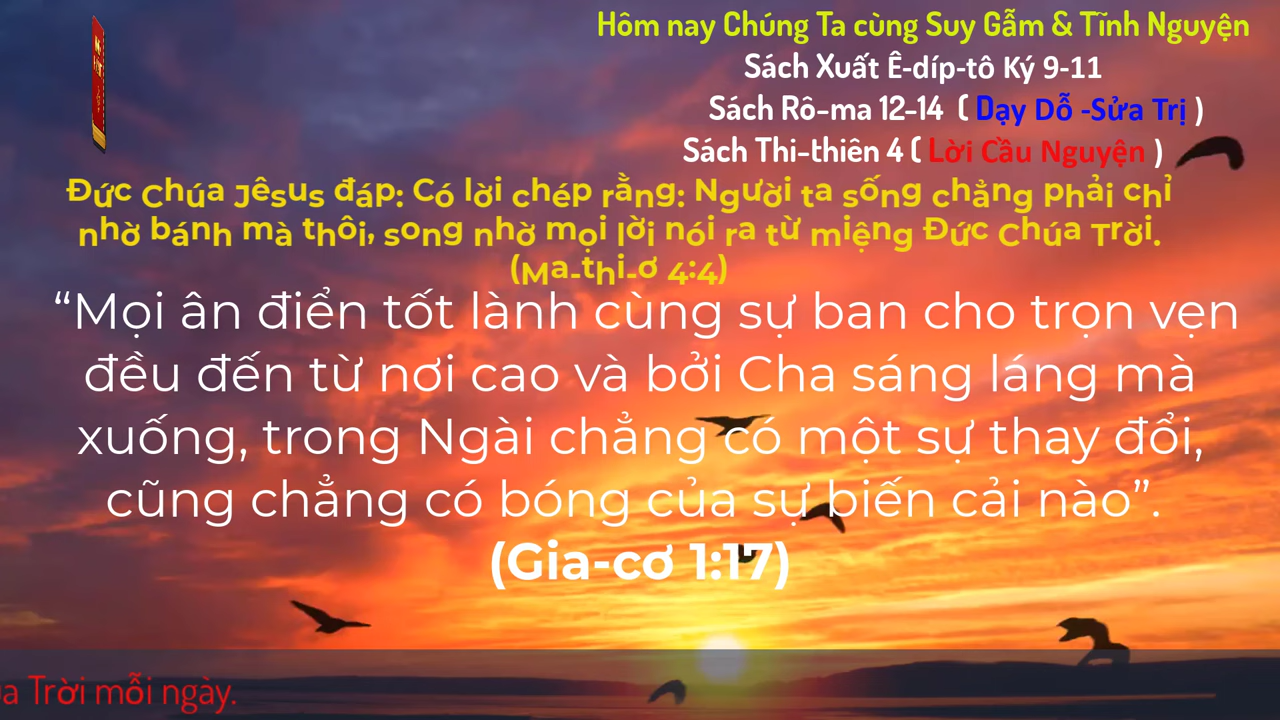 Hôm nay Chúng Ta cùng Suy Gẫm & Tĩnh Nguyện
Sách Xuất Ê-díp-tô Ký 9-11
Sách Rô-ma 12-14 ( Dạy Dỗ -Sửa Trị )
Sách Thi-thiên 4 ( Lời Cầu Nguyện )
Đức Chúa Jêsus đáp: Có lời chép rằng: Người ta sống chẳng phải chỉ
nhờ bánh mà thôi, song nhờ mọi lời nói ra từ miệng Đức Chúa Trời.
(Ma-thi-ơ 4:4)
“Mọi ân điển tốt lành cùng sự ban cho trọn vẹn
đều đến từ nơi cao và bởi Cha sáng láng mà
xuống, trong Ngài chẳng có một sự thay đổi,
cũng chẳng có bóng của sự biến cải nào”.
(Gia-cơ 1:17)
Trời mỗi ngày.